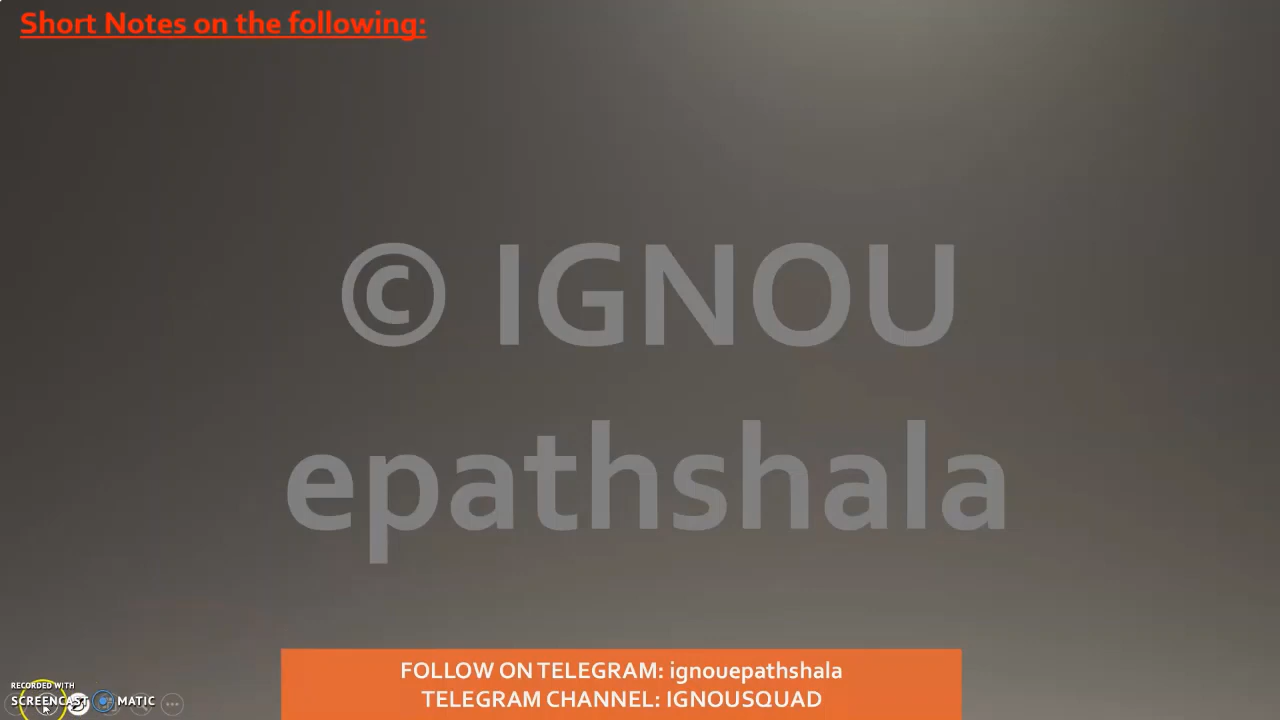 Short Notes on the following:
© IGNOU
epathshala
FOLLOW ON TELEGRAM: ignouepathshala
TELEGRAM CHANNEL: IGNOUSQUAD
RECORDED WITH
SCREENCAST MATIC